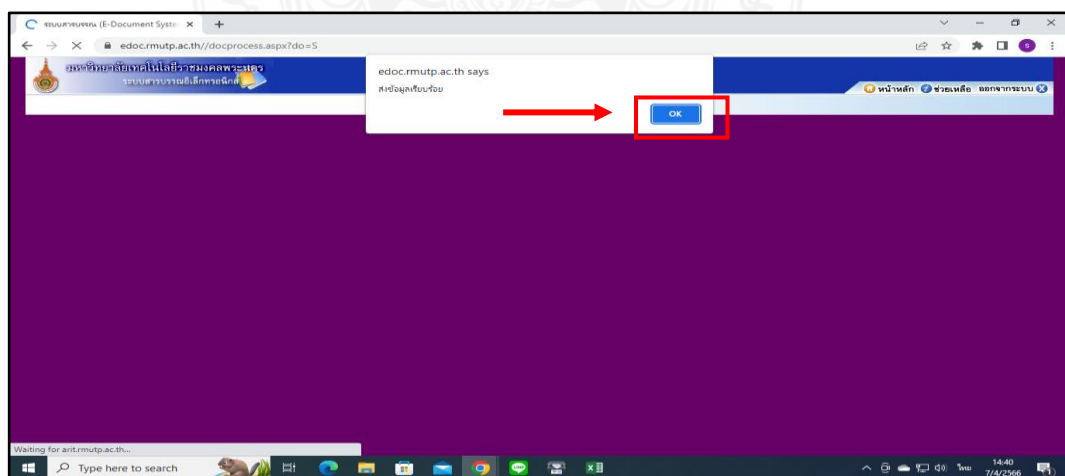 ระบบสารบรรณ (E-Document Syste
edoc.rmutp.ac.th//docprocess.aspx?do=S
s
มหาวิทยาลัยเทคโนโลยีราชมงคลพระนคร
ระบบสารบรรณอิเล็กทรอนิกส์
edoc.rmutp.ac.th says
ส่งข้อมูลเรียบร้อย
OK
หน้าหลัก ช่วยเหลือ ออกจากระบบ
Waiting for arit.rmutp.ac.th...
Type here to search
ไทย
14:40
7/4/2566